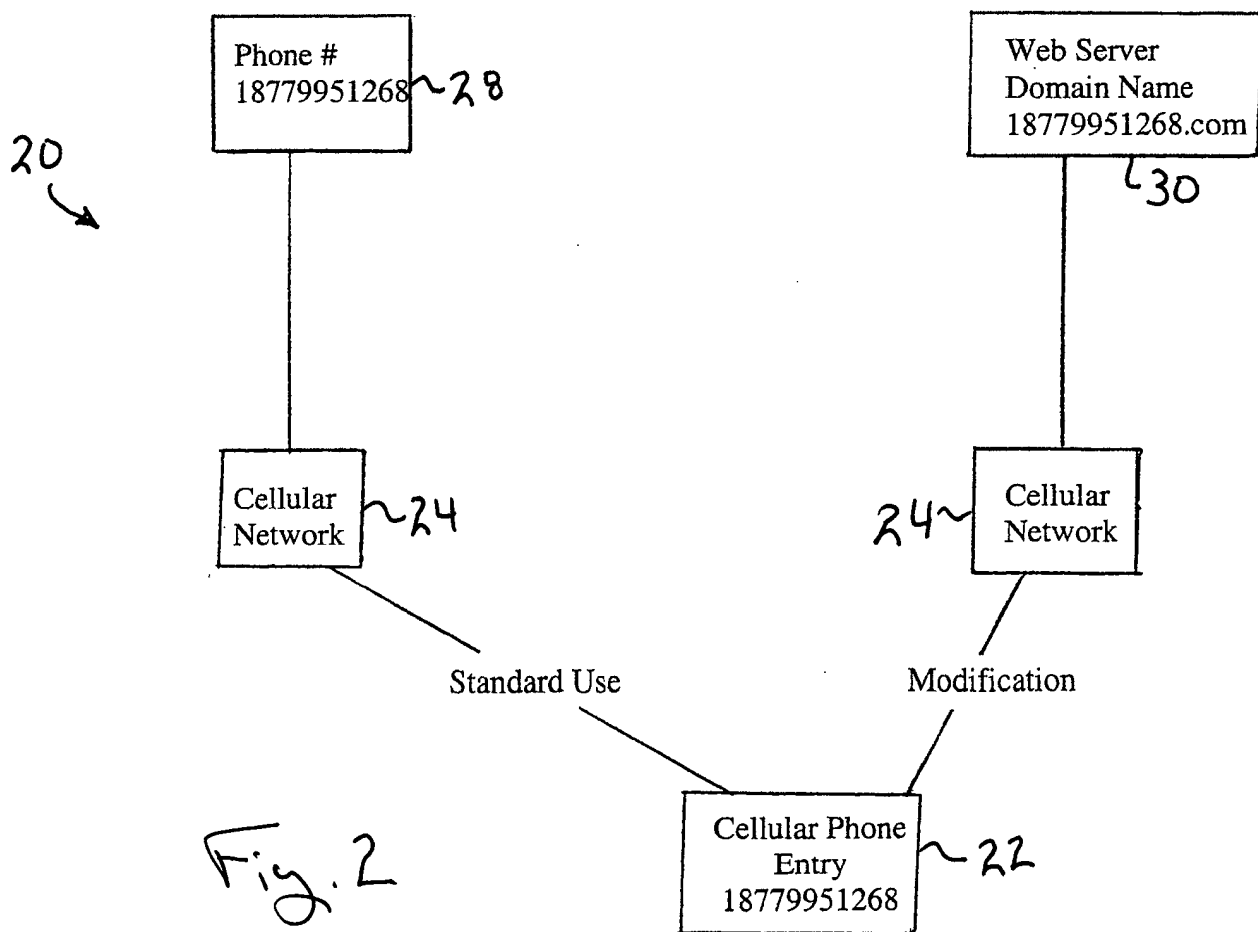 Phone #
18779951268
28
Web Server
Domain Name
18779951268.com
30
20
Cellular
Network
24
24
Cellular
Network
Standard Use
Modification
Cellular Phone
Entry
18779951268
22
Fig. 2